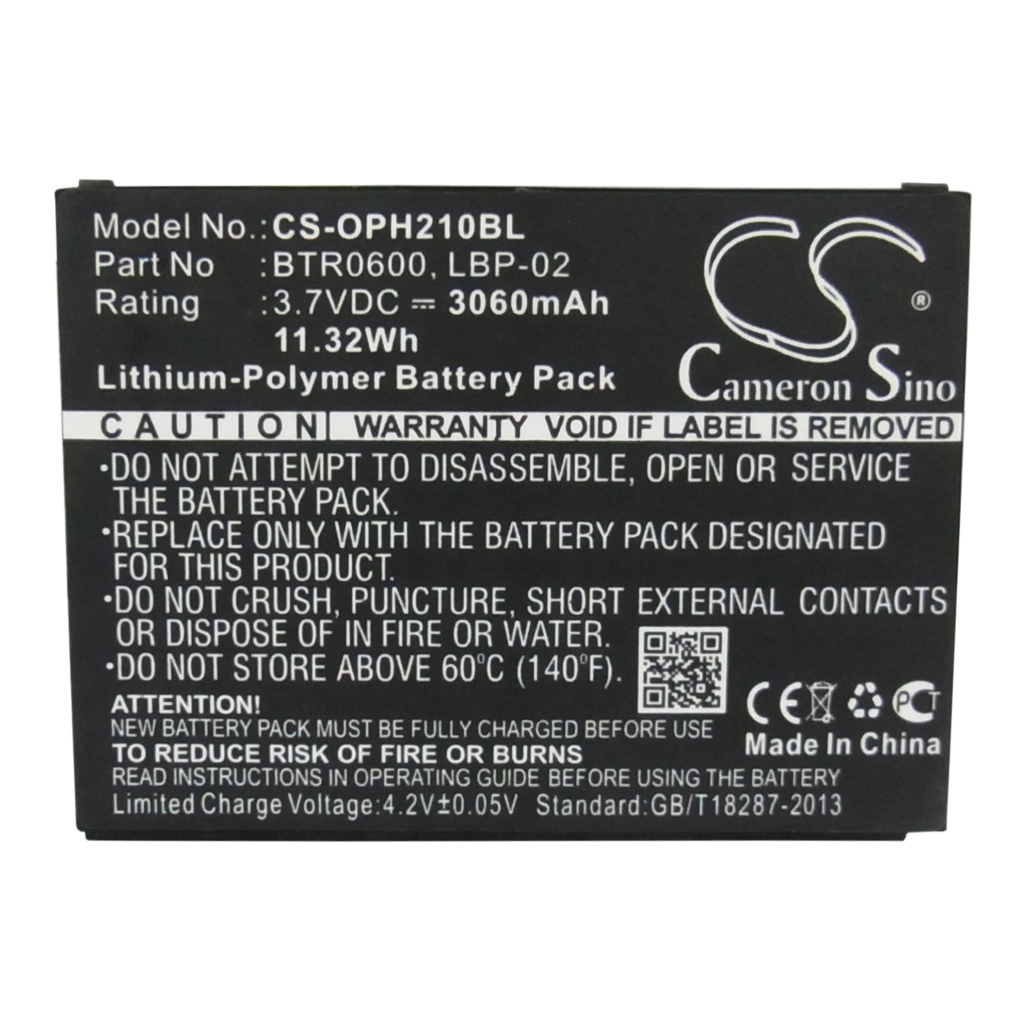 Model No.: CS-OPH210BL
Part No : BTR0600, LBP-02
Rating : 3.7VDC ⎓ 3060mAh
11.32Wh
Lithium-Polymer Battery Pack
CS ®
Cameron Sino
CAUTION WARRANTY VOID IF LABEL IS REMOVED
·DO NOT ATTEMPT TO DISASSEMBLE, OPEN OR SERVICE
THE BATTERY PACK.
·REPLACE ONLY WITH THE BATTERY PACK DESIGNATED
FOR THIS PRODUCT.
·DO NOT CRUSH, PUNCTURE, SHORT EXTERNAL CONTACTS
OR DISPOSE OF IN FIRE OR WATER.
·DO NOT STORE ABOVE 60°C (140°F).
ATTENTION!
NEW BATTERY PACK MUST BE FULLY CHARGED BEFORE USE
TO REDUCE RISK OF FIRE OR BURNS
READ INSTRUCTIONS IN OPERATING GUIDE BEFORE USING THE BATTERY
Limited Charge Voltage:4.2V±0.05V Standard:GB/T18287-2013
CE PCT
Made In China